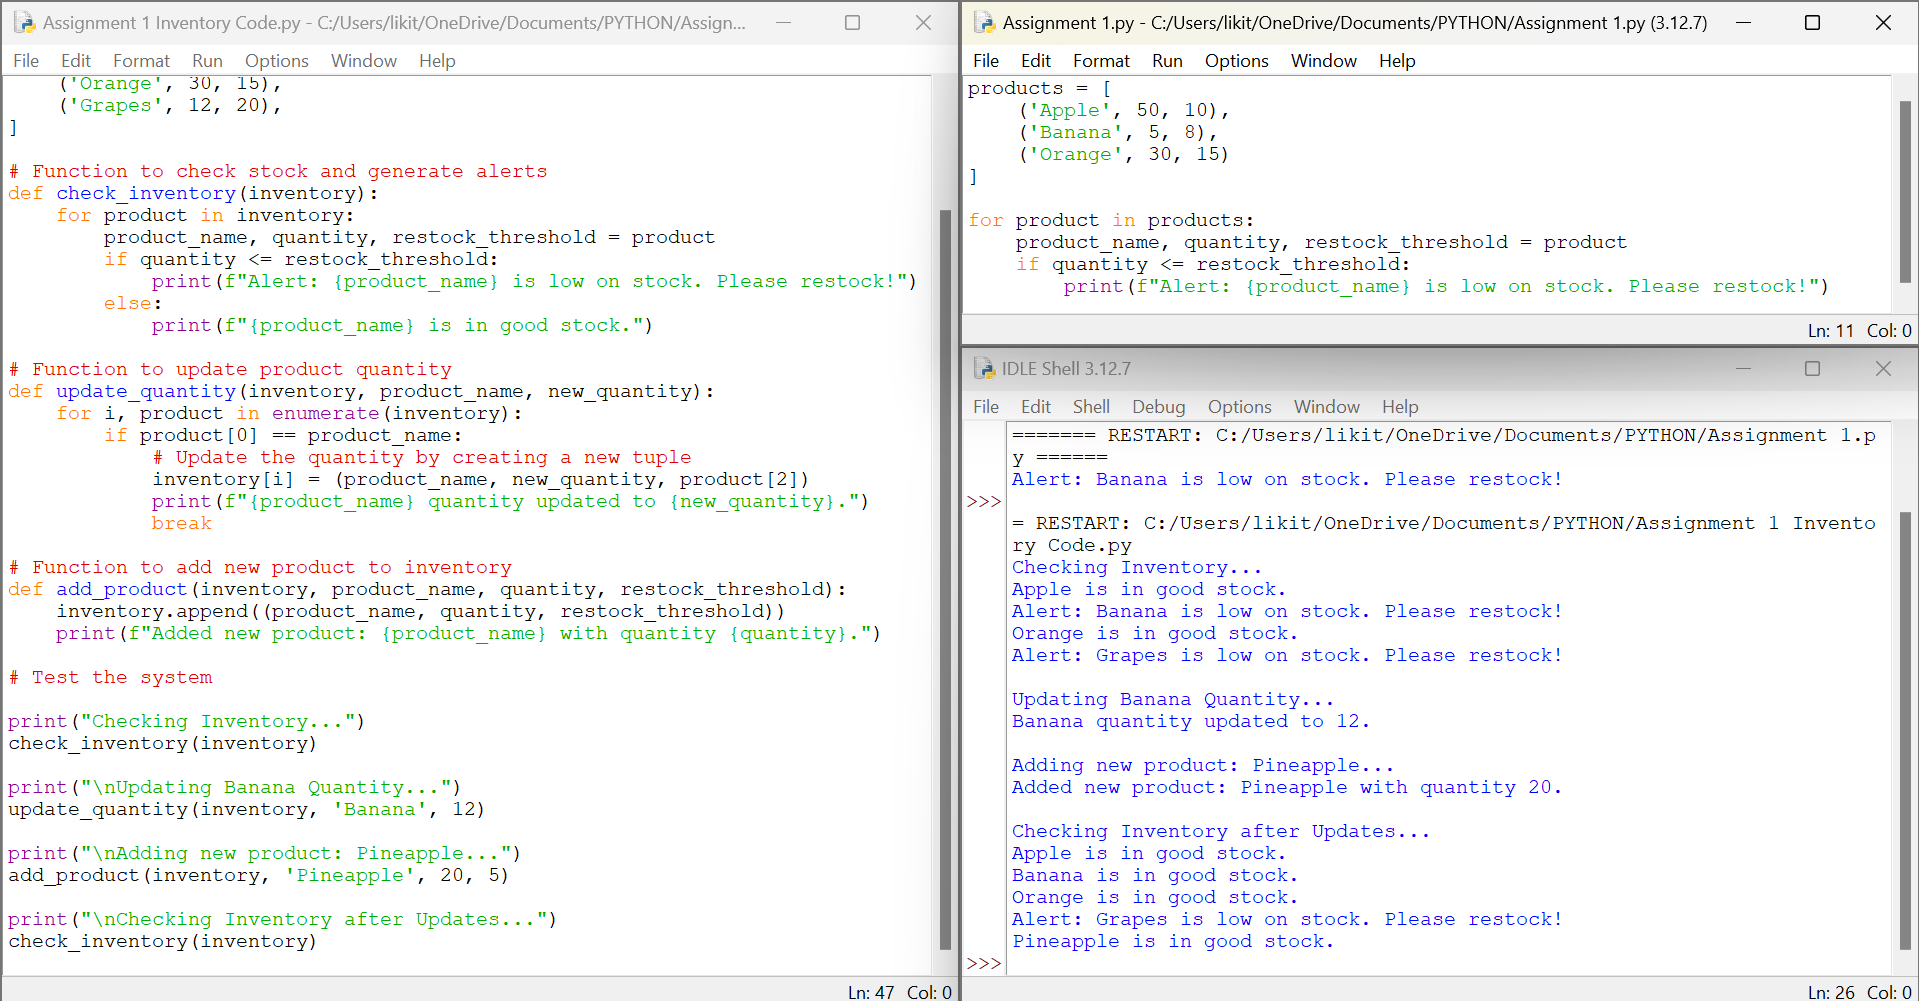 Assignment 1 Inventory Code.py - C:/Users/likit/OneDrive/Documents/PYTHON/Assign...
File Edit Format Run Options Window Help
    ('Orange', 30, 15),
    ('Grapes', 12, 20),
]

# Function to check stock and generate alerts
def check_inventory(inventory):
    for product in inventory:
        product_name, quantity, restock_threshold = product
        if quantity <= restock_threshold:
            print(f"Alert: {product_name} is low on stock. Please restock!")
        else:
            print(f"{product_name} is in good stock.")

# Function to update product quantity
def update_quantity(inventory, product_name, new_quantity):
    for i, product in enumerate(inventory):
        if product[0] == product_name:
            # Update the quantity by creating a new tuple
            inventory[i] = (product_name, new_quantity, product[2])
            print(f"{product_name} quantity updated to {new_quantity}.")
            break

# Function to add new product to inventory
def add_product(inventory, product_name, quantity, restock_threshold):
    inventory.append((product_name, quantity, restock_threshold))
    print(f"Added new product: {product_name} with quantity {quantity}.")

# Test the system

print("Checking Inventory...")
check_inventory(inventory)

print("\nUpdating Banana Quantity...")
update_quantity(inventory, 'Banana', 12)

print("\nAdding new product: Pineapple...")
add_product(inventory, 'Pineapple', 20, 5)

print("\nChecking Inventory after Updates...")
check_inventory(inventory)
Ln: 47 Col: 0
Assignment 1.py - C:/Users/likit/OneDrive/Documents/PYTHON/Assignment 1.py (3.12.7)
File Edit Format Run Options Window Help
products = [
    ('Apple', 50, 10),
    ('Banana', 5, 8),
    ('Orange', 30, 15)
]

for product in products:
    product_name, quantity, restock_threshold = product
    if quantity <= restock_threshold:
        print(f"Alert: {product_name} is low on stock. Please restock!")
Ln: 11 Col: 0
IDLE Shell 3.12.7
File Edit Shell Debug Options Window Help
======= RESTART: C:/Users/likit/OneDrive/Documents/PYTHON/Assignment 1.p
y ======
Alert: Banana is low on stock. Please restock!
>>>
= RESTART: C:/Users/likit/OneDrive/Documents/PYTHON/Assignment 1 Invento
ry Code.py
Checking Inventory...
Apple is in good stock.
Alert: Banana is low on stock. Please restock!
Orange is in good stock.
Alert: Grapes is low on stock. Please restock!

Updating Banana Quantity...
Banana quantity updated to 12.

Adding new product: Pineapple...
Added new product: Pineapple with quantity 20.

Checking Inventory after Updates...
Apple is in good stock.
Banana is in good stock.
Orange is in good stock.
Alert: Grapes is low on stock. Please restock!
Pineapple is in good stock.
>>>
Ln: 26 Col: 0